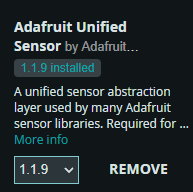 Adafruit Unified
Sensor by Adafruit...
1.1.9 installed
A unified sensor abstraction
layer used by many Adafruit
sensor libraries. Required for ...
More info
1.1.9
REMOVE